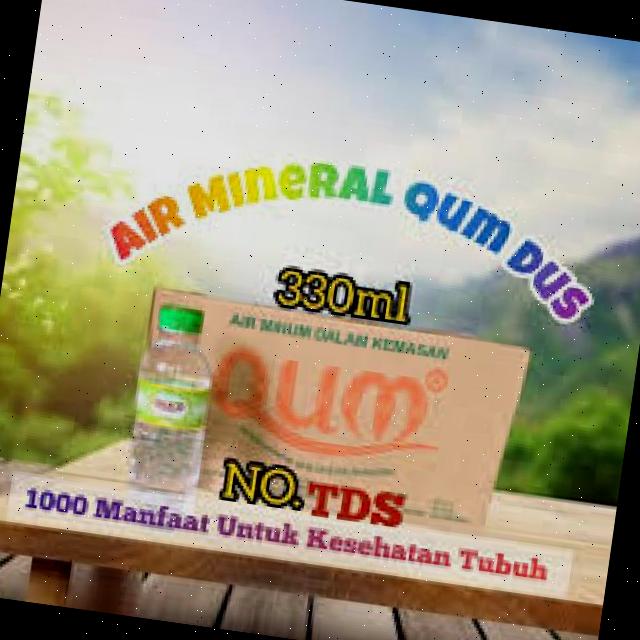 AIR MINERAL QUM DUS
330ml
AIR MINUM DALAM KEMASAN
Qum
NO. TDS
1000 Manfaat Untuk Kesehatan Tubuh